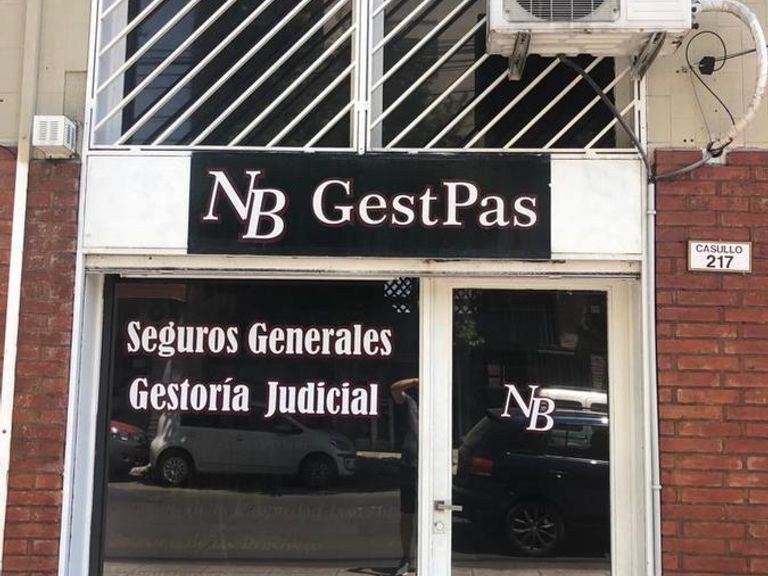 NB GestPas
CASULLO
217
Seguros Generales
Gestoría Judicial
NB